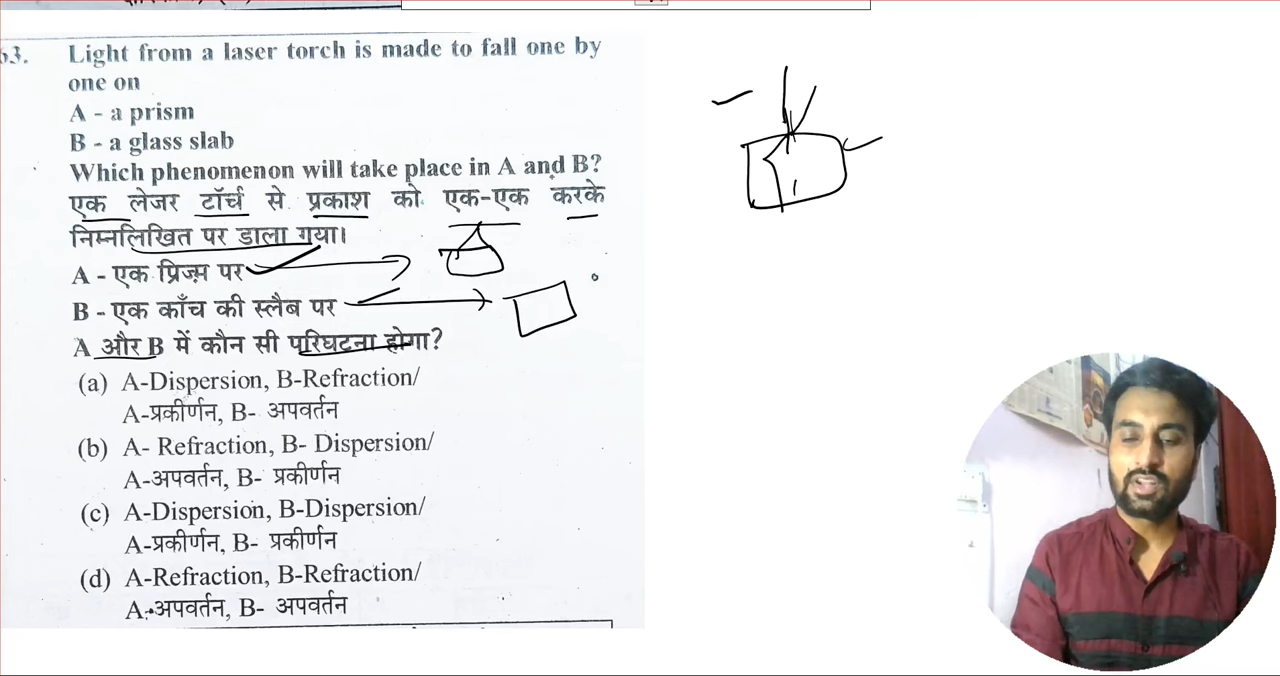 63.
Light from a laser torch is made to fall one by
one on
A - a prism
B - a glass slab
Which phenomenon will take place in A and B?
एक लेजर टॉर्च से प्रकाश को एक-एक करके
निम्नलिखित पर डाला गया।
A - एक प्रिज़्म पर
B - एक काँच की स्लैब पर
A और B में कौन सी परिघटना होगा?
(a) A-Dispersion, B-Refraction/
A-प्रकीर्णन, B- अपवर्तन
(b) A- Refraction, B- Dispersion/
A-अपवर्तन, B- प्रकीर्णन
(c) A-Dispersion, B-Dispersion/
A-प्रकीर्णन, B- प्रकीर्णन
(d) A-Refraction, B-Refraction/
A-अपवर्तन, B- अपवर्तन